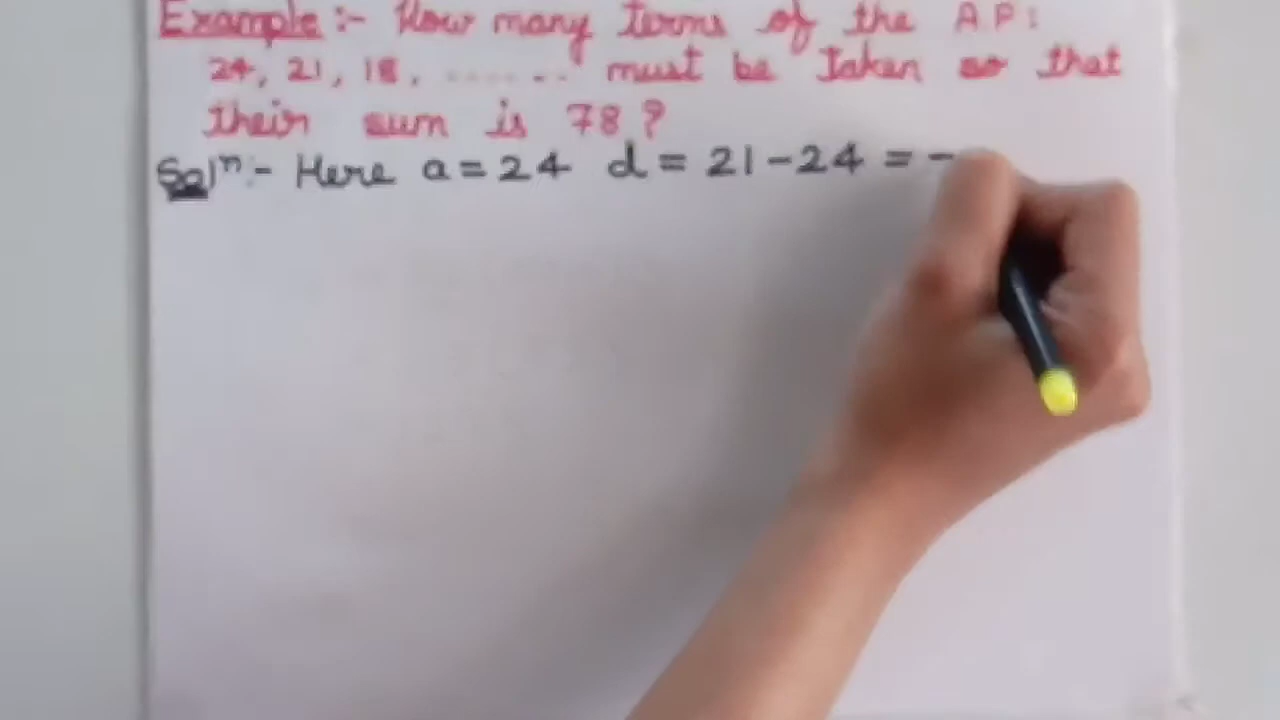 Example :- How many terms of the A.P:
24, 21, 18, ....... must be taken so that
their sum is 78 ?
Solⁿ :- Here a = 24 d = 21 - 24 = -